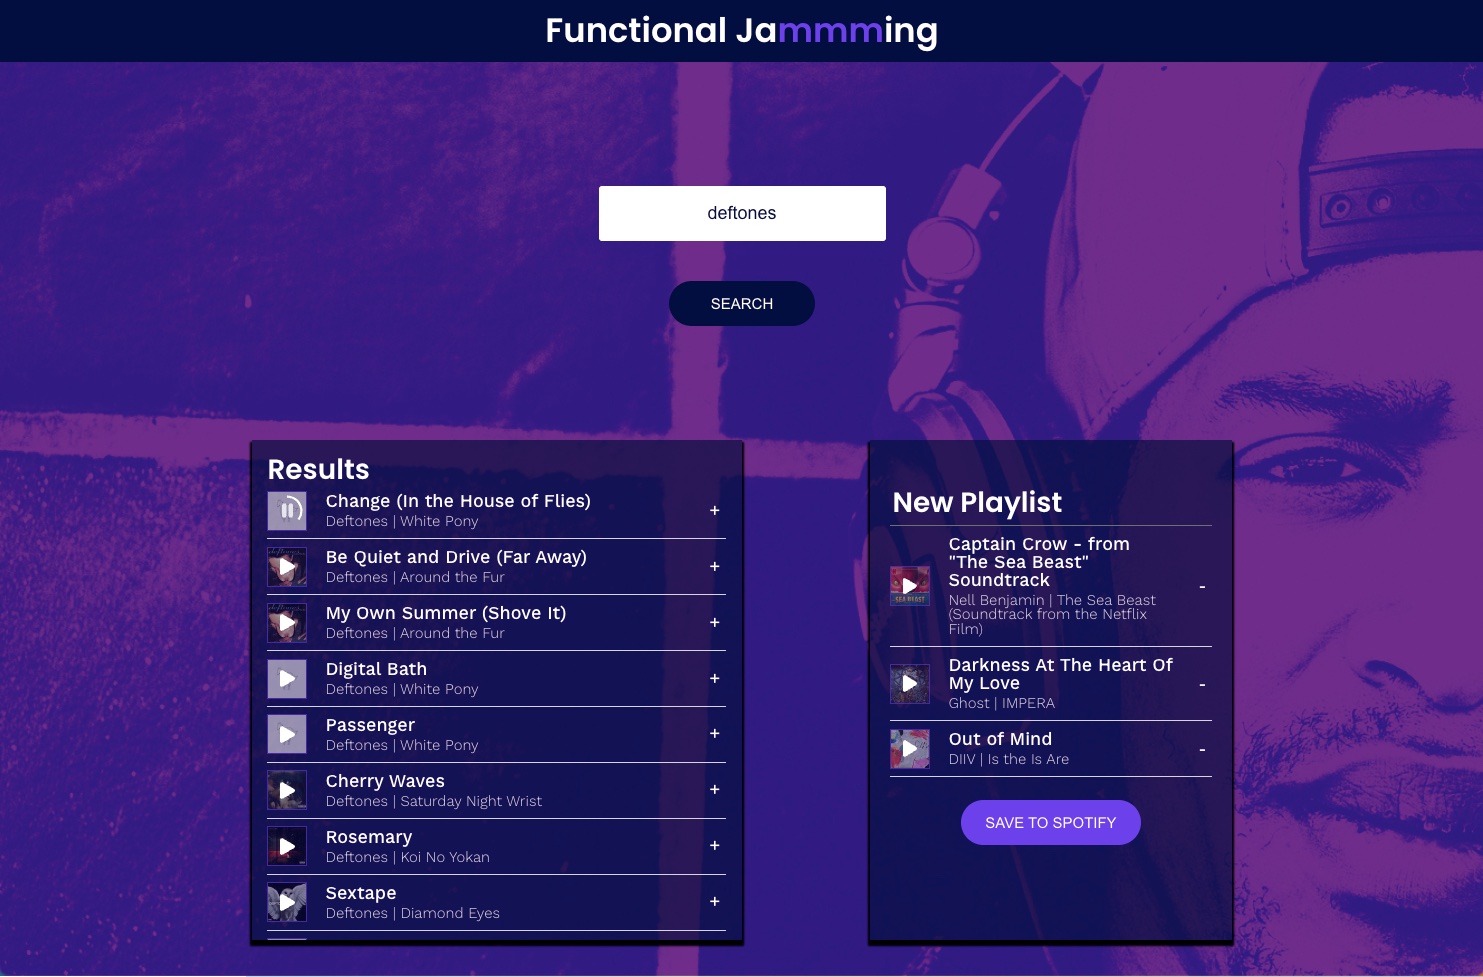 Functional Jammming
deftones
SEARCH
Results
Change (In the House of Flies)
Deftones | White Pony
+
Be Quiet and Drive (Far Away)
Deftones | Around the Fur
+
My Own Summer (Shove It)
Deftones | Around the Fur
+
Digital Bath
Deftones | White Pony
+
Passenger
Deftones | White Pony
+
Cherry Waves
Deftones | Saturday Night Wrist
+
Rosemary
Deftones | Koi No Yokan
+
Sextape
Deftones | Diamond Eyes
+
New Playlist
Captain Crow - from
"The Sea Beast"
Soundtrack
Nell Benjamin | The Sea Beast
(Soundtrack from the Netflix
Film)
-
SEA BEAST
Darkness At The Heart Of
My Love
Ghost | IMPERA
-
Out of Mind
DIIV | Is the Is Are
-
SAVE TO SPOTIFY